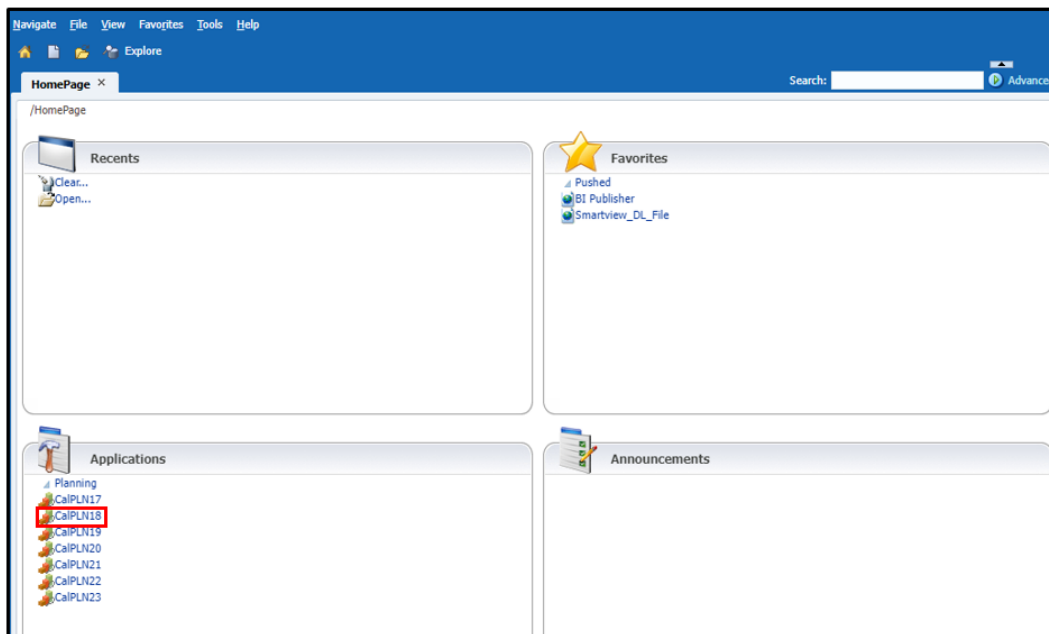 Navigate File View Favorites Tools Help
Explore
HomePage × Search: Advance
/HomePage
Recents
Clear...
Open...
Favorites
Pushed
BI Publisher
Smartview_DL_File
Applications
Planning
CalPLN17
CalPLN18
CalPLN19
CalPLN20
CalPLN21
CalPLN22
CalPLN23
Announcements